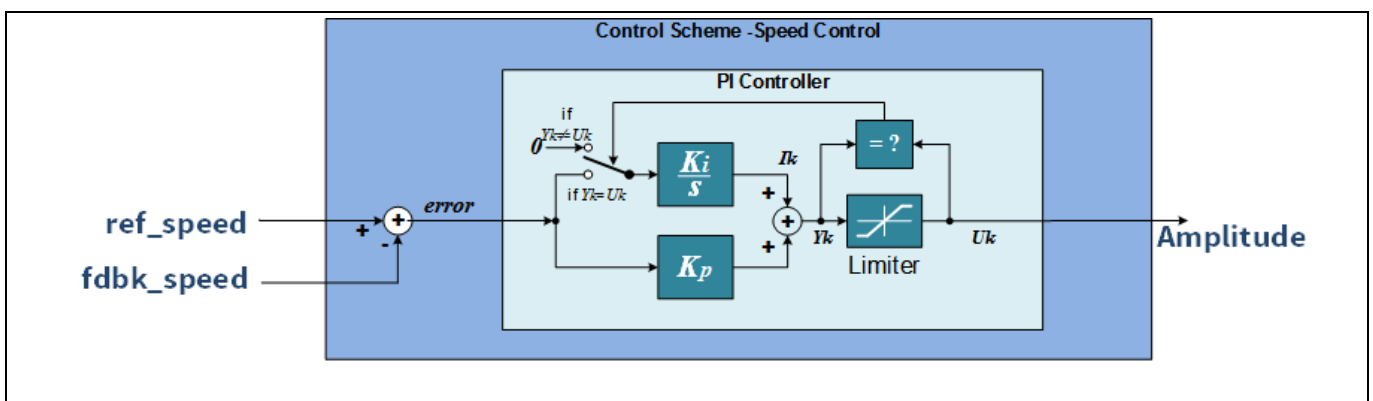 Control Scheme -Speed Control
PI Controller
if
Yk≠Uk
0
Ki
s
Ik
= ?
if Yk=Uk
+
ref_speed
+
error
+
-
fdbk_speed
Kp
+
+
Yk
Uk
Limiter
Amplitude